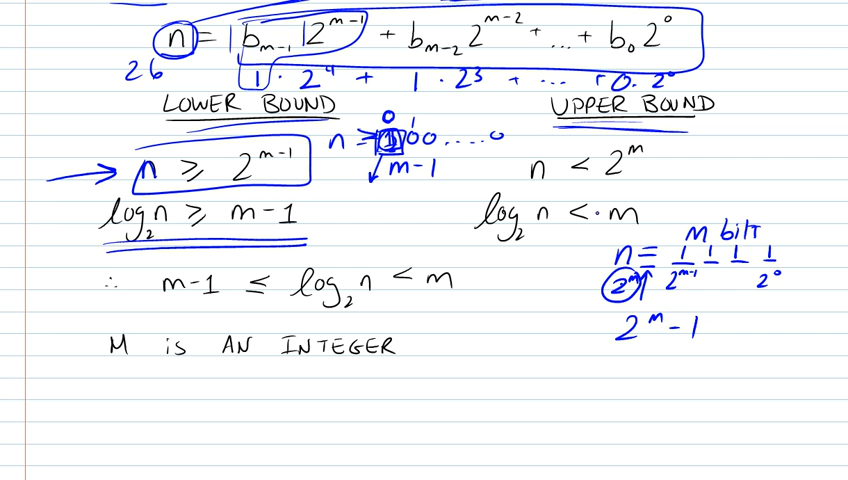 n = | b_{m-1} | 2^{m-1} + b_{m-2} 2^{m-2} + ... + b_0 2^0
26 1 · 2^4 + 1 · 2^3 + ... + 0 · 2^0
LOWER BOUND UPPER BOUND
0 1
n = 100....0
m-1
n ≥ 2^{m-1} n < 2^m
log_2 n ≥ m-1 log_2 n < m
M bit
n = 1 1 1 1
2^m 2^{m-1} 2^0
∴ m-1 ≤ log_2 n < m
2^m - 1
M IS AN INTEGER